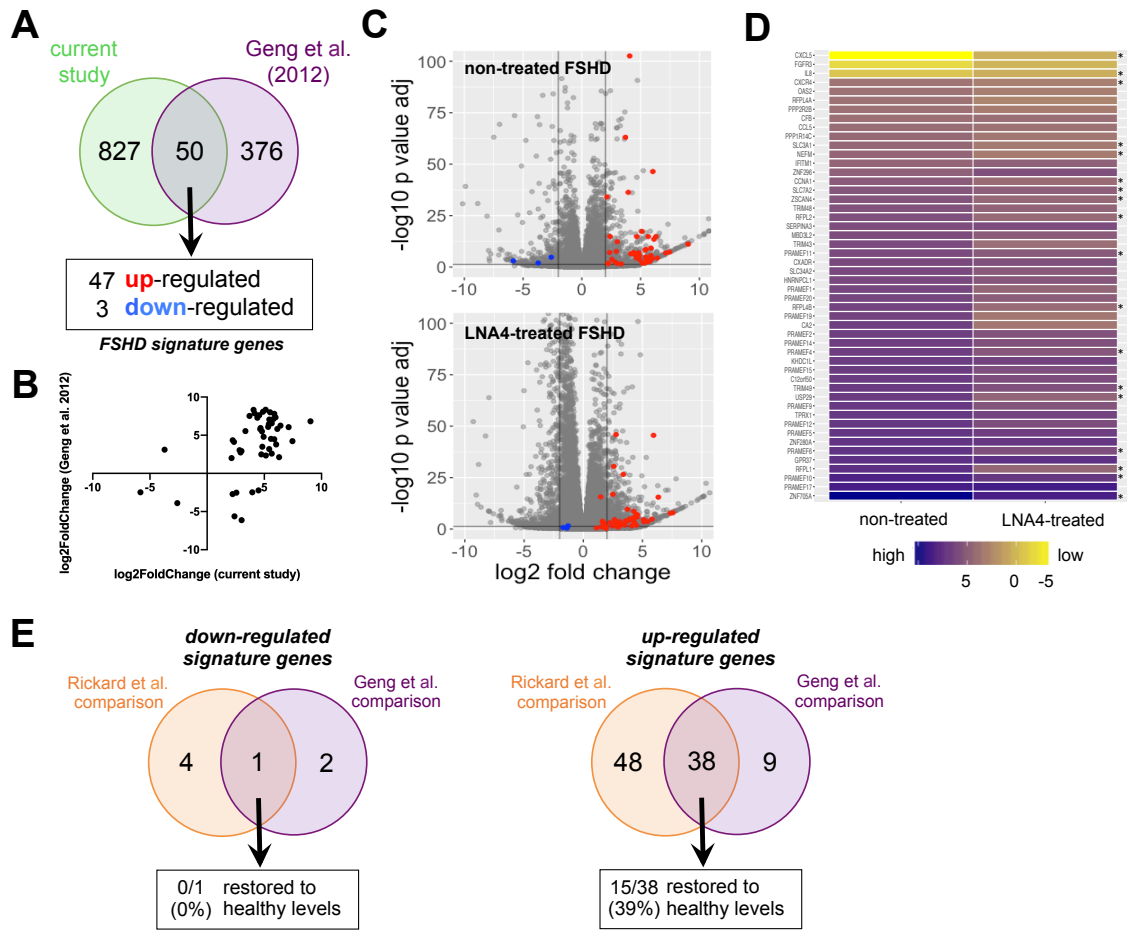 A
current
study
Geng et al.
(2012)
827
50
376
47 up-regulated
3 down-regulated
FSHD signature genes
B
log2FoldChange (Geng et al. 2012)
10
5
-10
-5
5
10
-5
-10
log2FoldChange (current study)
C
non-treated FSHD
100
75
50
25
0
-10
-5
0
5
10
-log10 p value adj
LNA4-treated FSHD
100
75
50
25
0
-10
-5
0
5
10
-log10 p value adj
log2 fold change
D
CXCL5 *
FGFR3
IL8 *
CXCR4 *
OAS2
RFPL4A
PPP2R2B
CFB
CCL5
PPP1R14C
SLC3A1 *
NEFM *
IFITM1
ZNF296
CCNA1 *
SLC7A2 *
ZSCAN4 *
TRIM48
RFPL2 *
SERPINA3
MBD3L2
TRIM43
PRAMEF11 *
CXADR
SLC34A2
HNRNPCL1
PRAMEF1
PRAMEF20
RFPL4B *
PRAMEF19
CA2
PRAMEF2
PRAMEF14
PRAMEF4 *
KHDC1L
PRAMEF15
C12orf50
TRIM49 *
USP29 *
PRAMEF9
TPRX1
PRAMEF12
PRAMEF5
ZNF280A
PRAMEF6 *
GPR37
RFPL1 *
PRAMEF10 *
PRAMEF17
ZNF705A *
non-treated
LNA4-treated
high
low
5
0
-5
E
down-regulated
signature genes
Rickard et al.
comparison
Geng et al.
comparison
4
1
2
0/1 restored to
(0%) healthy levels
up-regulated
signature genes
Rickard et al.
comparison
Geng et al.
comparison
48
38
9
15/38 restored to
(39%) healthy levels